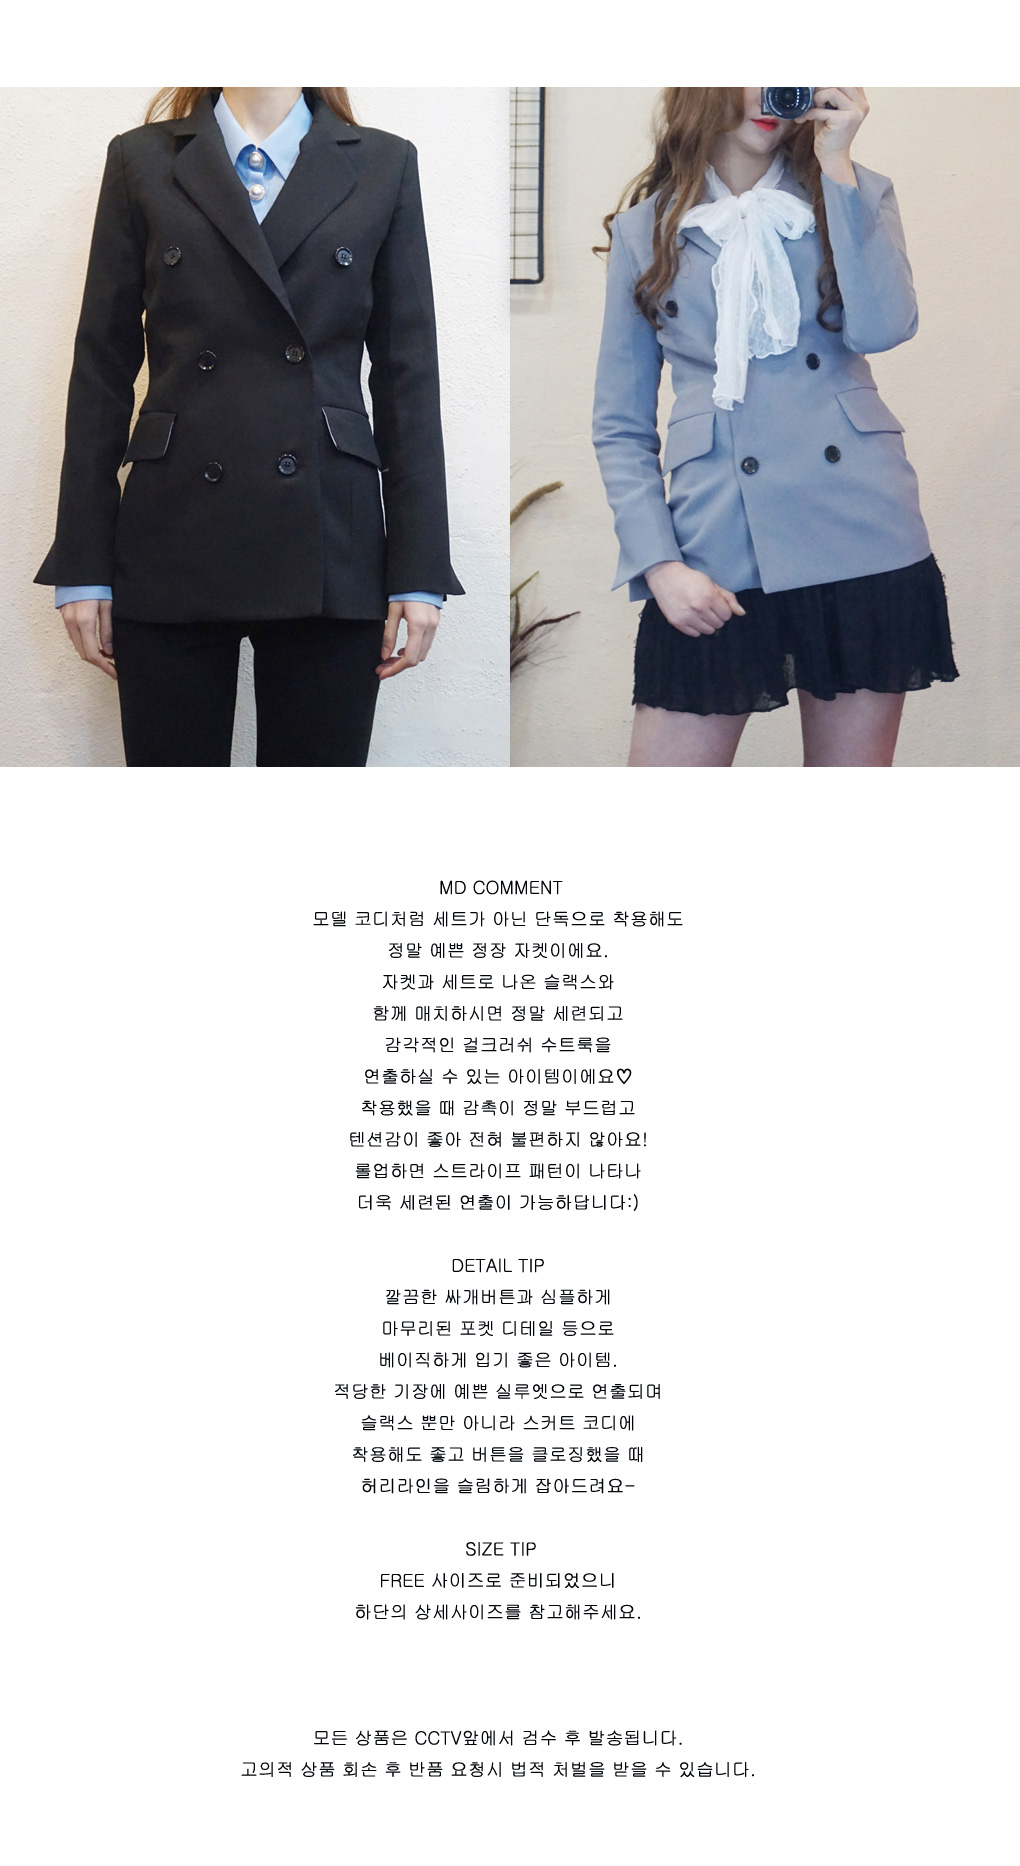 MD COMMENT
모델 코디처럼 세트가 아닌 단독으로 착용해도
정말 예쁜 정장 자켓이에요.
자켓과 세트로 나온 슬랙스와
함께 매치하시면 정말 세련되고
감각적인 걸크러쉬 수트룩을
연출하실 수 있는 아이템이에요♡
착용했을 때 감촉이 정말 부드럽고
텐션감이 좋아 전혀 불편하지 않아요!
롤업하면 스트라이프 패턴이 나타나
더욱 세련된 연출이 가능하답니다:)
DETAIL TIP
깔끔한 싸개버튼과 심플하게
마무리된 포켓 디테일 등으로
베이직하게 입기 좋은 아이템.
적당한 기장에 예쁜 실루엣으로 연출되며
슬랙스 뿐만 아니라 스커트 코디에
착용해도 좋고 버튼을 클로징했을 때
허리라인을 슬림하게 잡아드려요-
SIZE TIP
FREE 사이즈로 준비되었으니
하단의 상세사이즈를 참고해주세요.
모든 상품은 CCTV앞에서 검수 후 발송됩니다.
고의적 상품 회손 후 반품 요청시 법적 처벌을 받을 수 있습니다.